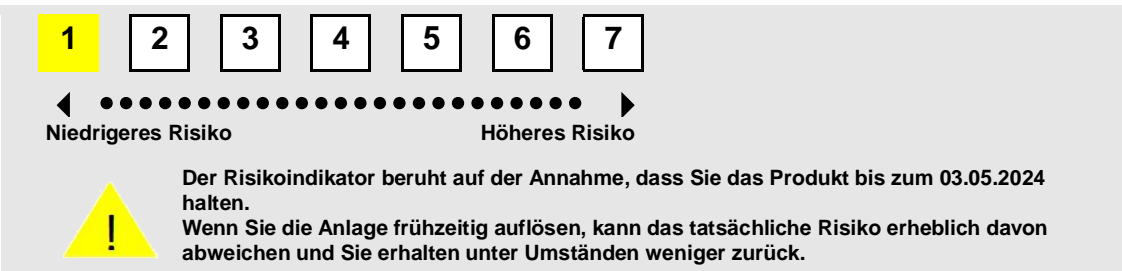 1 2 3 4 5 6 7
Niedrigeres Risiko Höheres Risiko
Der Risikoindikator beruht auf der Annahme, dass Sie das Produkt bis zum 03.05.2024
halten.
Wenn Sie die Anlage frühzeitig auflösen, kann das tatsächliche Risiko erheblich davon
abweichen und Sie erhalten unter Umständen weniger zurück.
!